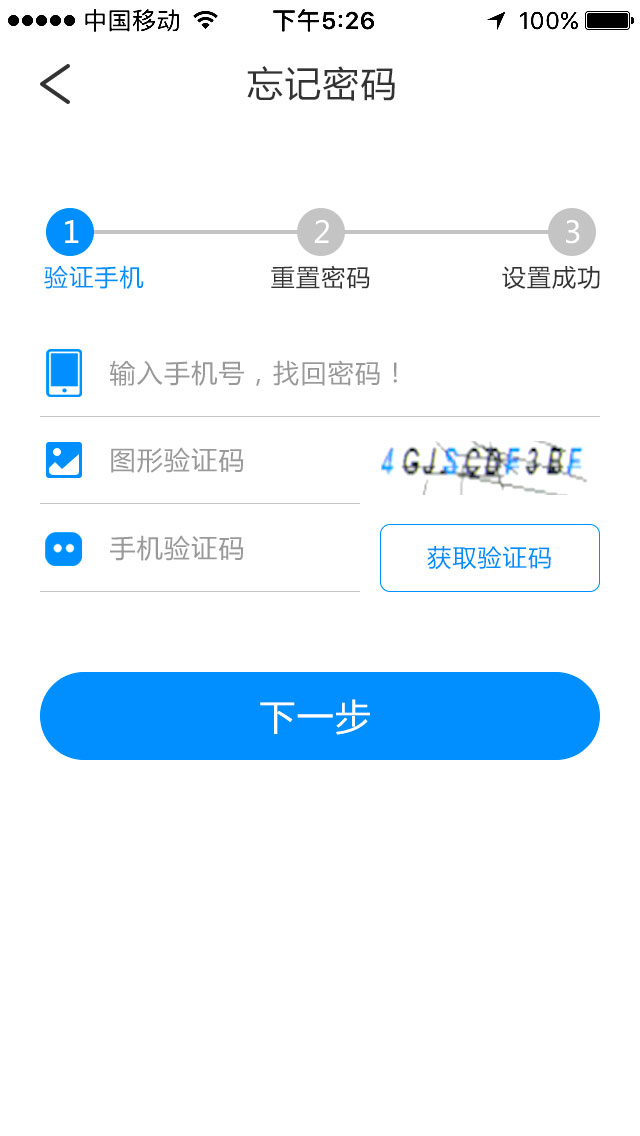 中国移动 下午5:26 100%
忘记密码
1 2 3
验证手机 重置密码 设置成功
输入手机号，找回密码！
图形验证码
手机验证码 获取验证码
下一步